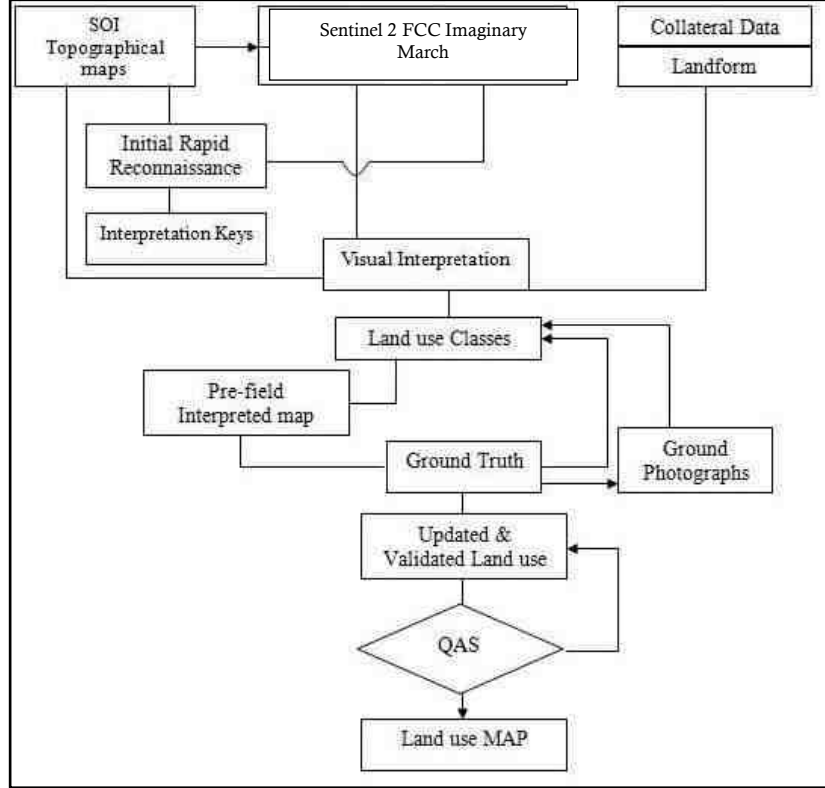 SOI
Topographical
maps
Sentinel 2 FCC Imaginary
March
Collateral Data
Landform
Initial Rapid
Reconnaissance
Interpretation Keys
Visual Interpretation
Land use Classes
Pre-field
Interpreted map
Ground Truth
Ground
Photographs
Updated &
Validated Land use
QAS
Land use MAP